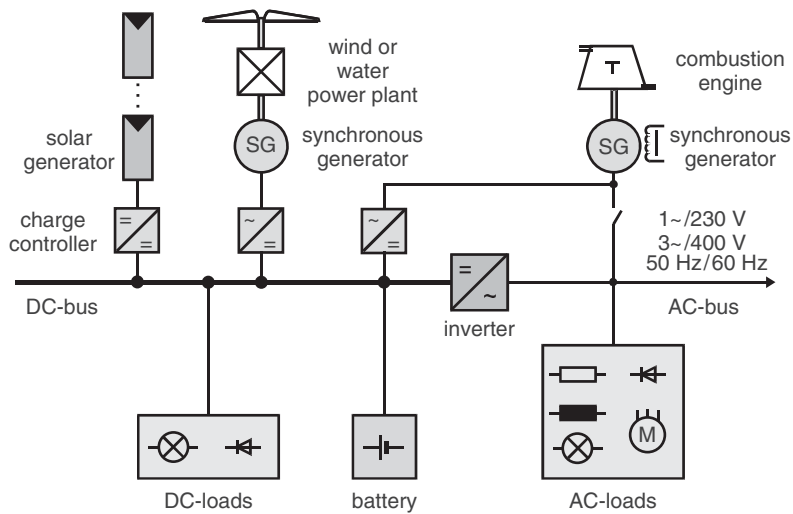 wind or
water
power plant
combustion
engine
T
solar
generator
SG
synchronous
generator
SG
synchronous
generator
charge
controller
=
=
~
=
~
=
1~/230 V
3~/400 V
50 Hz/60 Hz
=
~
DC-bus
inverter
AC-bus
M
DC-loads
battery
AC-loads